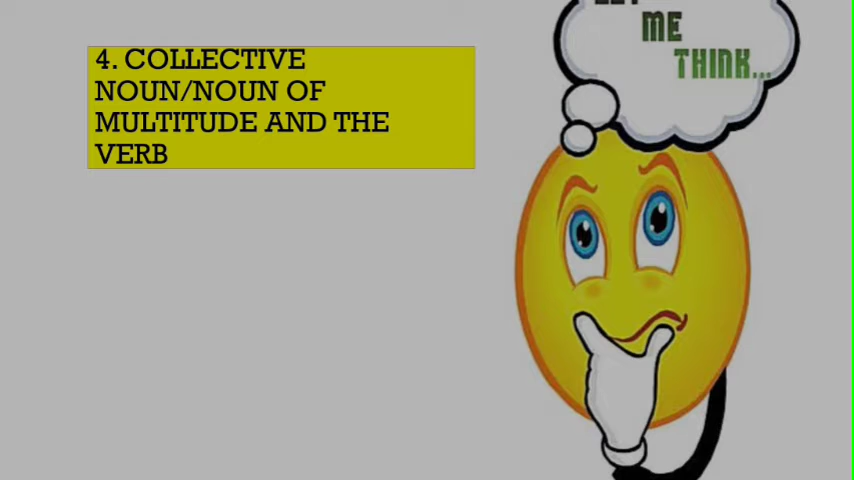 ME
THINK...
4. COLLECTIVE
NOUN/NOUN OF
MULTITUDE AND THE
VERB